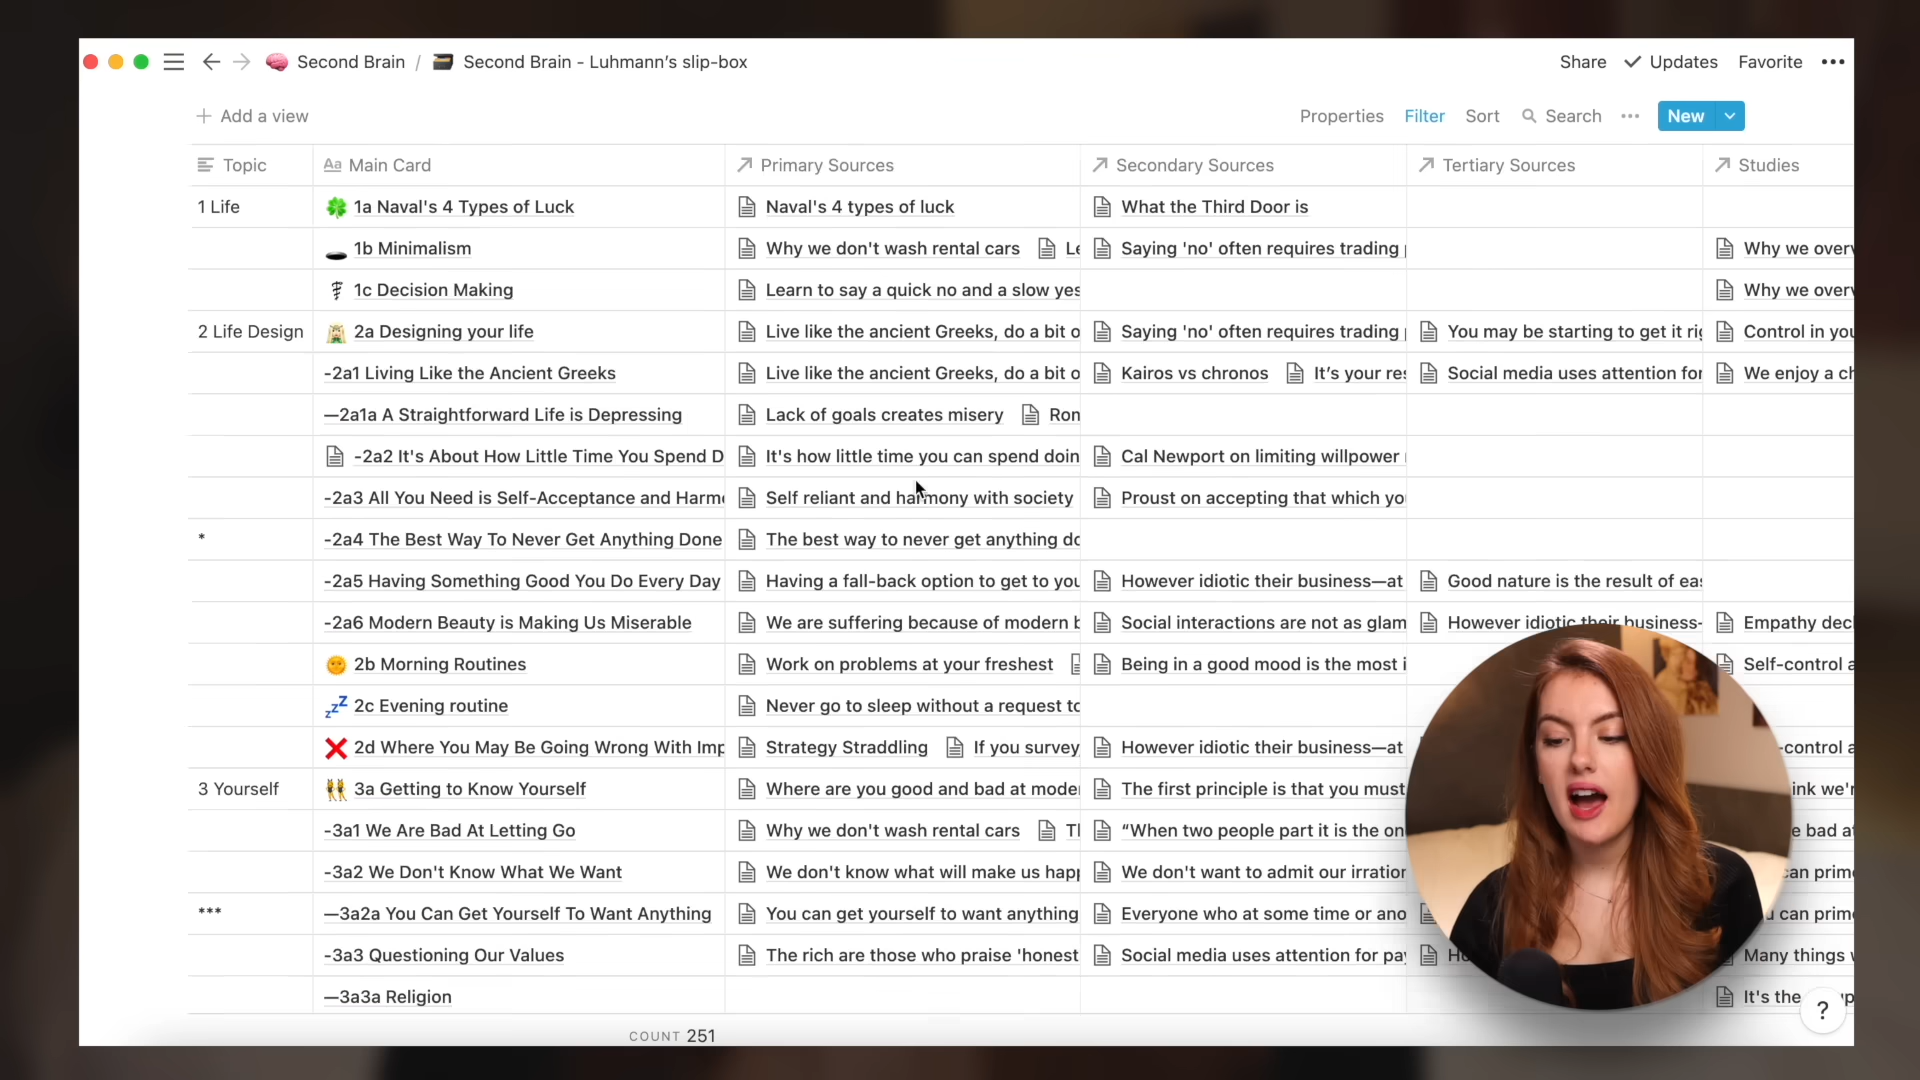 Second Brain / Second Brain - Luhmann's slip-box Share Updates Favorite
Add a view Properties Filter Sort Search New
Topic Aa Main Card Primary Sources Secondary Sources Tertiary Sources Studies
1 Life 1a Naval's 4 Types of Luck Naval's 4 types of luck What the Third Door is
1b Minimalism Why we don't wash rental cars Saying 'no' often requires trading Why we
1c Decision Making Learn to say a quick no and a slow yes Why we
2 Life Design 2a Designing your life Live like the ancient Greeks, do a bit Saying 'no' often requires trading You may be starting to get it Control in
-2a1 Living Like the Ancient Greeks Live like the ancient Greeks, do a bit Kairos vs chronos It's your Social media uses attention We enjoy a
—2a1a A Straightforward Life is Depressing Lack of goals creates misery
-2a2 It's About How Little Time You Spend It's how little time you can spend Cal Newport on limiting willpower
-2a3 All You Need is Self-Acceptance and Self reliant and harmony with society Proust on accepting that which
* -2a4 The Best Way To Never Get Anything Done The best way to never get anything
-2a5 Having Something Good You Do Every Day Having a fall-back option to get to However idiotic their business—at Good nature is the result of
-2a6 Modern Beauty is Making Us Miserable We are suffering because of modern Social interactions are not as However idiotic their business- Empathy
2b Morning Routines Work on problems at your freshest Being in a good mood is the most Self-control
2c Evening routine Never go to sleep without a request
2d Where You May Be Going Wrong With Strategy Straddling If you survey, However idiotic their business—at -control
3 Yourself 3a Getting to Know Yourself Where are you good and bad at The first principle is that you must
-3a1 We Are Bad At Letting Go Why we don't wash rental cars “When two people part it is the bad
-3a2 We Don't Know What We Want We don't know what will make us We don't want to admit our can
*** —3a2a You Can Get Yourself To Want Anything You can get yourself to want anything Everyone who at some time or can
-3a3 Questioning Our Values The rich are those who praise 'honest Social media uses attention for Many things
—3a3a Religion It's the
COUNT 251 ?